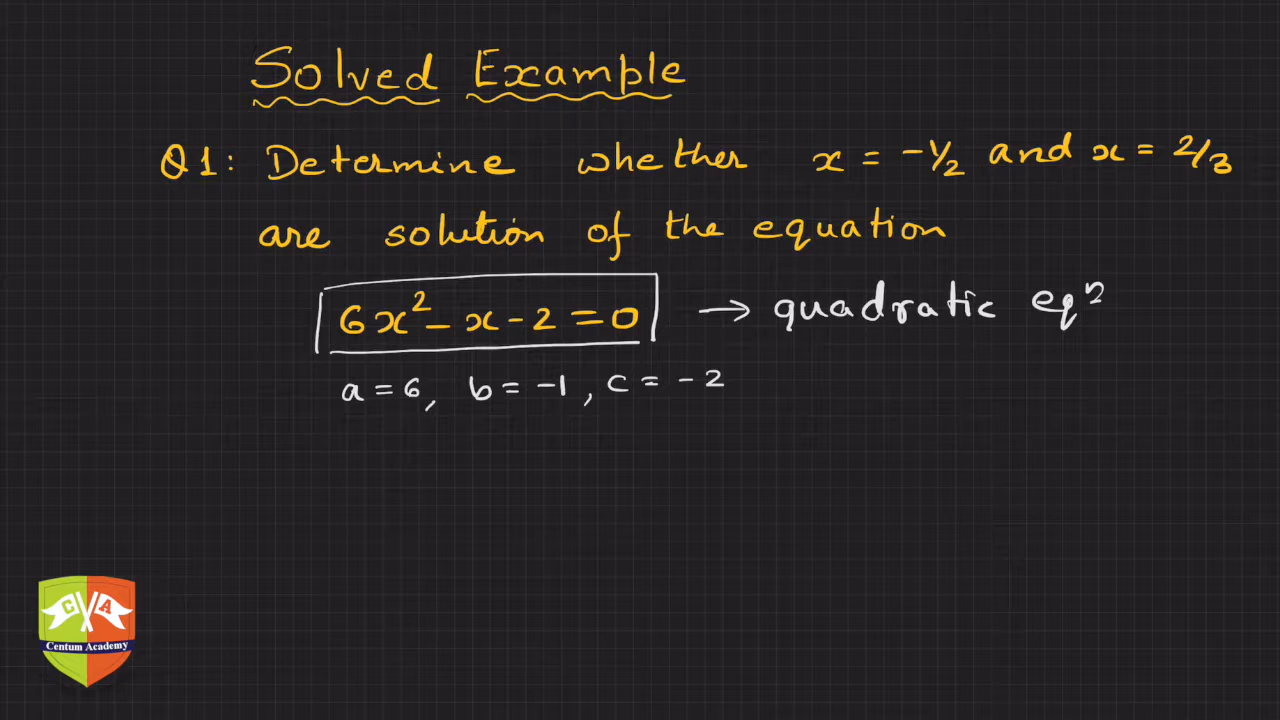 Solved Example
Q1: Determine whether x = -1/2 and x = 2/3
are solution of the equation
6x² - x - 2 = 0 → quadratic eqⁿ
a = 6, b = -1, c = -2
C A
Centum Academy